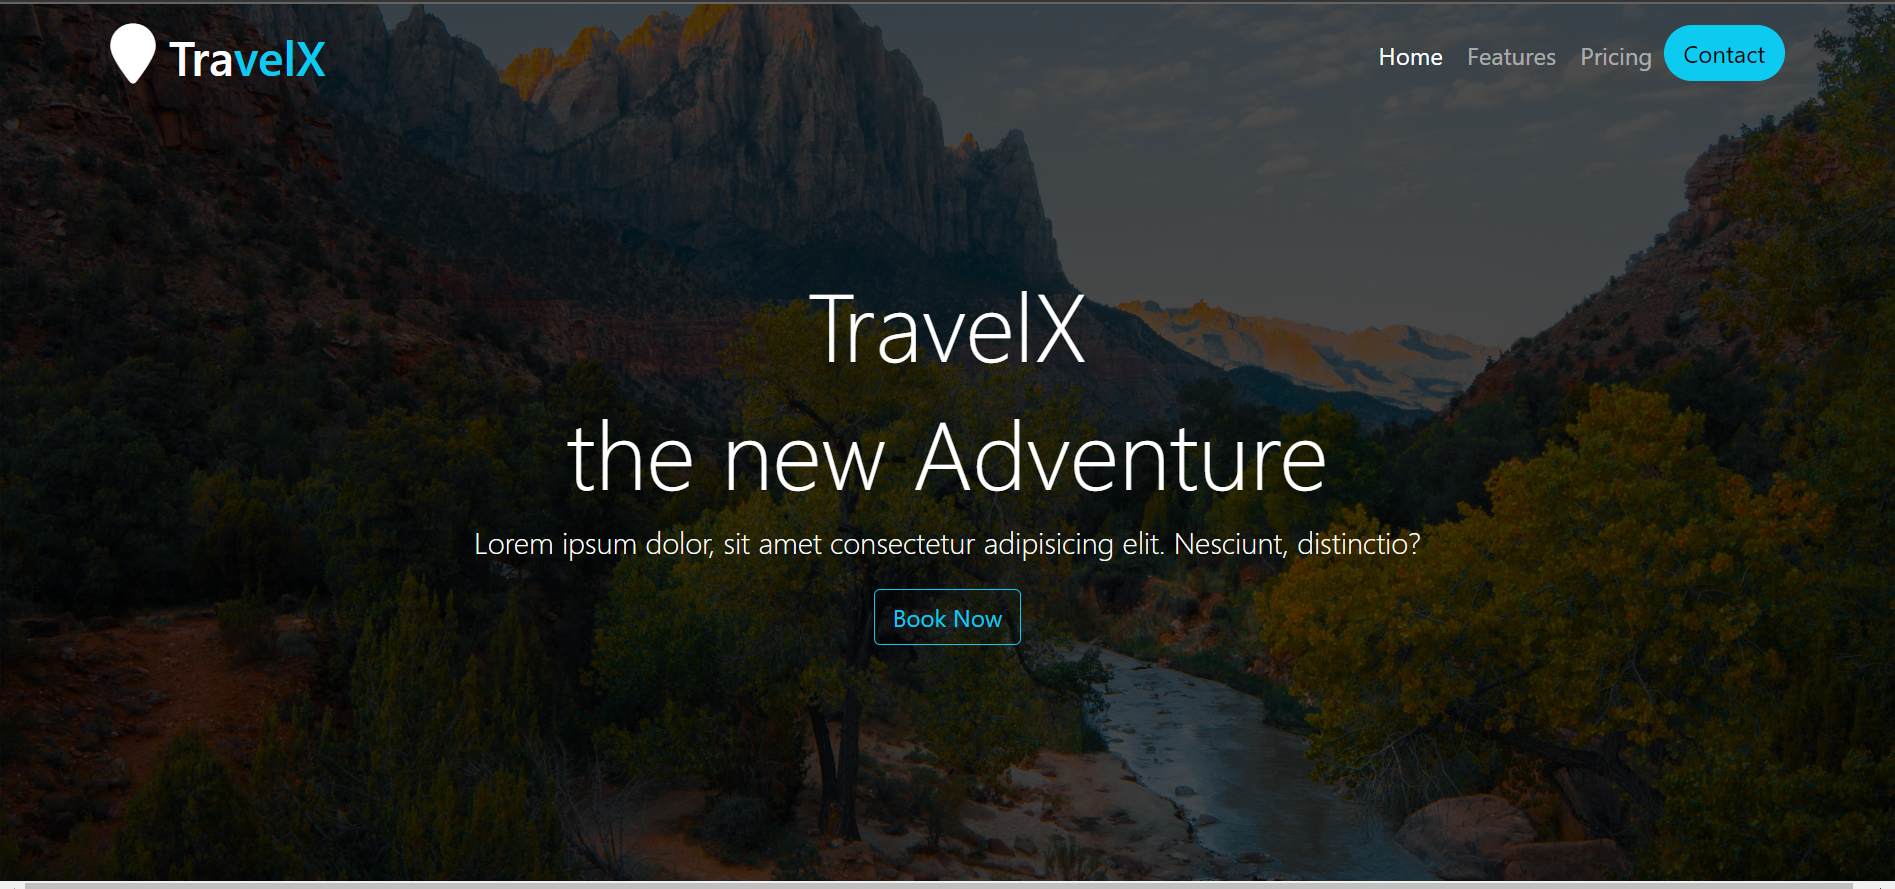 TravelX
Home Features Pricing Contact
TravelX
the new Adventure
Lorem ipsum dolor, sit amet consectetur adipisicing elit. Nesciunt, distinctio?
Book Now